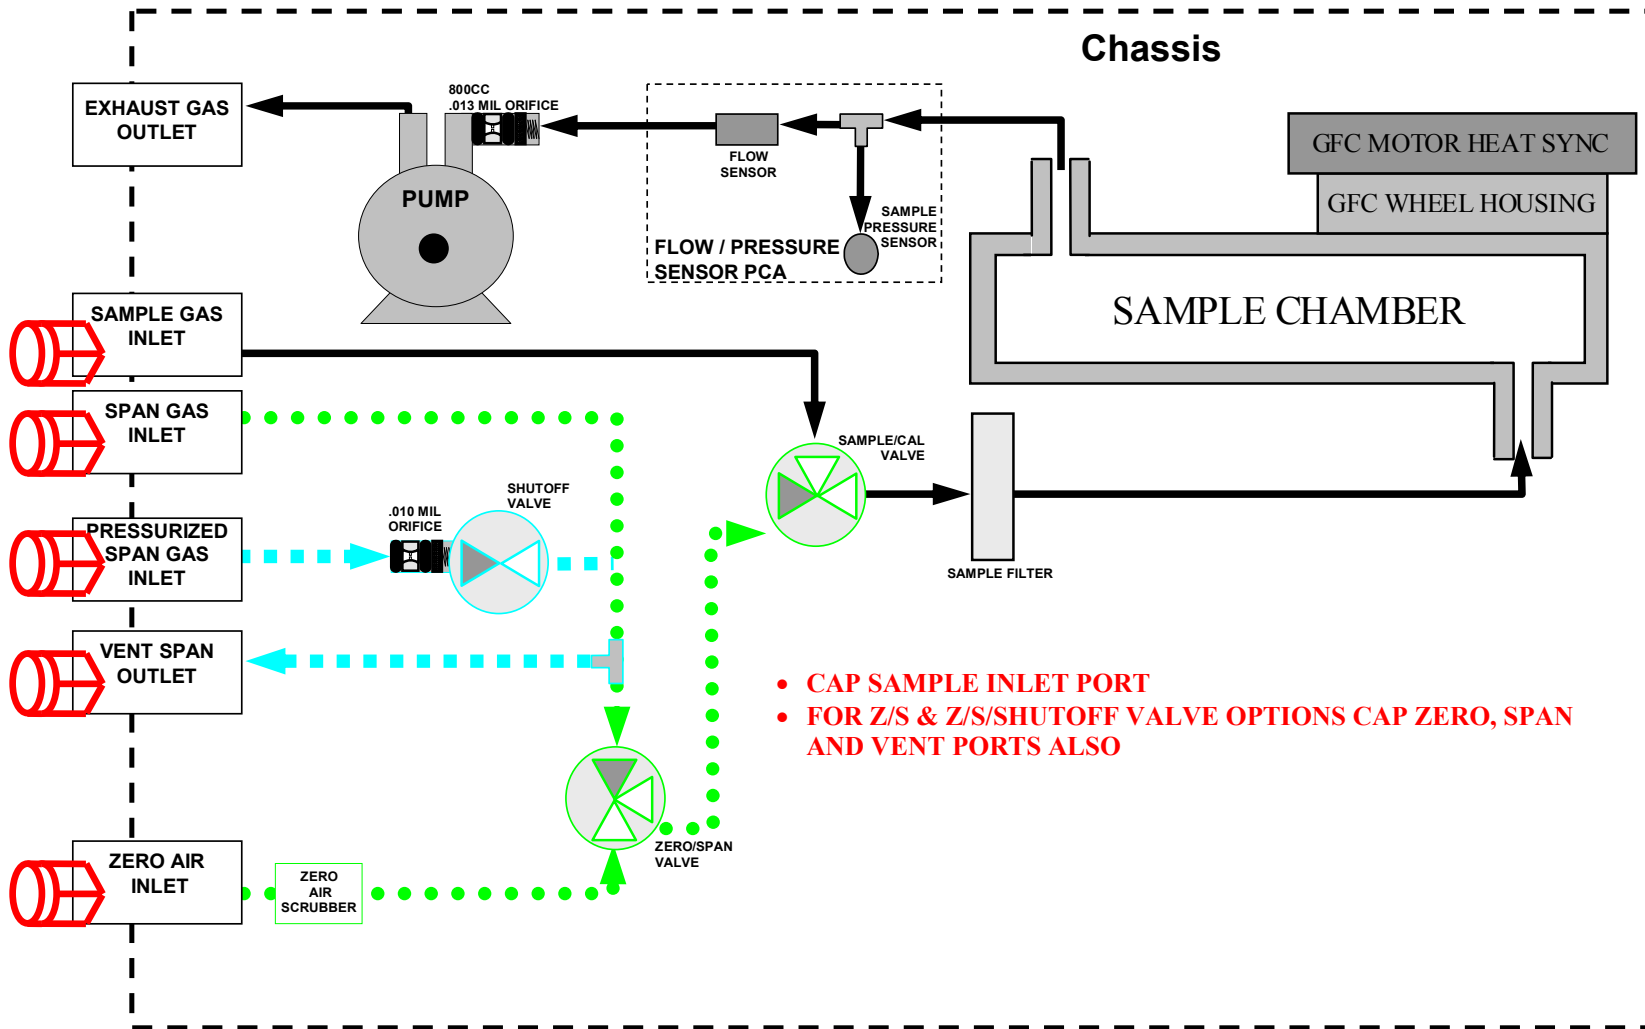 Chassis
EXHAUST GAS
OUTLET
800CC
.013 MIL ORIFICE
PUMP
FLOW
SENSOR
SAMPLE
PRESSURE
SENSOR
FLOW / PRESSURE
SENSOR PCA
GFC MOTOR HEAT SYNC
GFC WHEEL HOUSING
SAMPLE CHAMBER
SAMPLE GAS
INLET
SPAN GAS
INLET
SAMPLE/CAL
VALVE
SHUTOFF
VALVE
.010 MIL
ORIFICE
PRESSURIZED
SPAN GAS
INLET
SAMPLE FILTER
VENT SPAN
OUTLET
• CAP SAMPLE INLET PORT
• FOR Z/S & Z/S/SHUTOFF VALVE OPTIONS CAP ZERO, SPAN
AND VENT PORTS ALSO
ZERO/SPAN
VALVE
ZERO AIR
INLET
ZERO
AIR
SCRUBBER